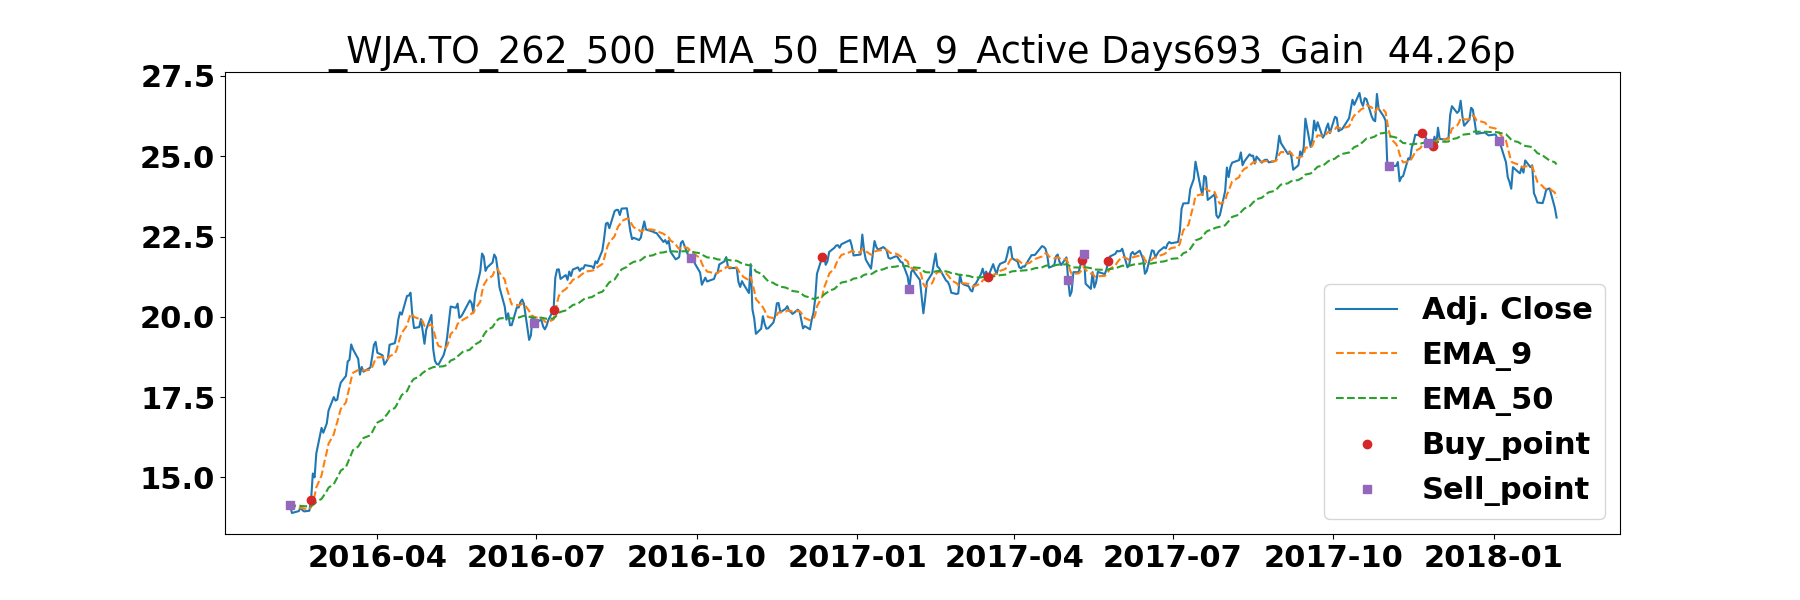 _WJA.TO_262_500_EMA_50_EMA_9_Active Days693_Gain  44.26p
27.5
25.0
22.5
20.0
17.5
15.0
Adj. Close
EMA_9
EMA_50
Buy_point
Sell_point
2016-04 2016-07 2016-10 2017-01 2017-04 2017-07 2017-10 2018-01